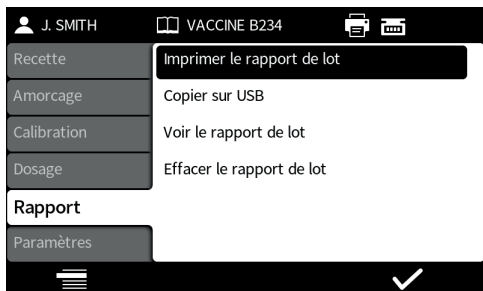 J. SMITH
VACCINE B234
Recette
Amorcage
Calibration
Dosage
Rapport
Paramètres
Imprimer le rapport de lot
Copier sur USB
Voir le rapport de lot
Effacer le rapport de lot